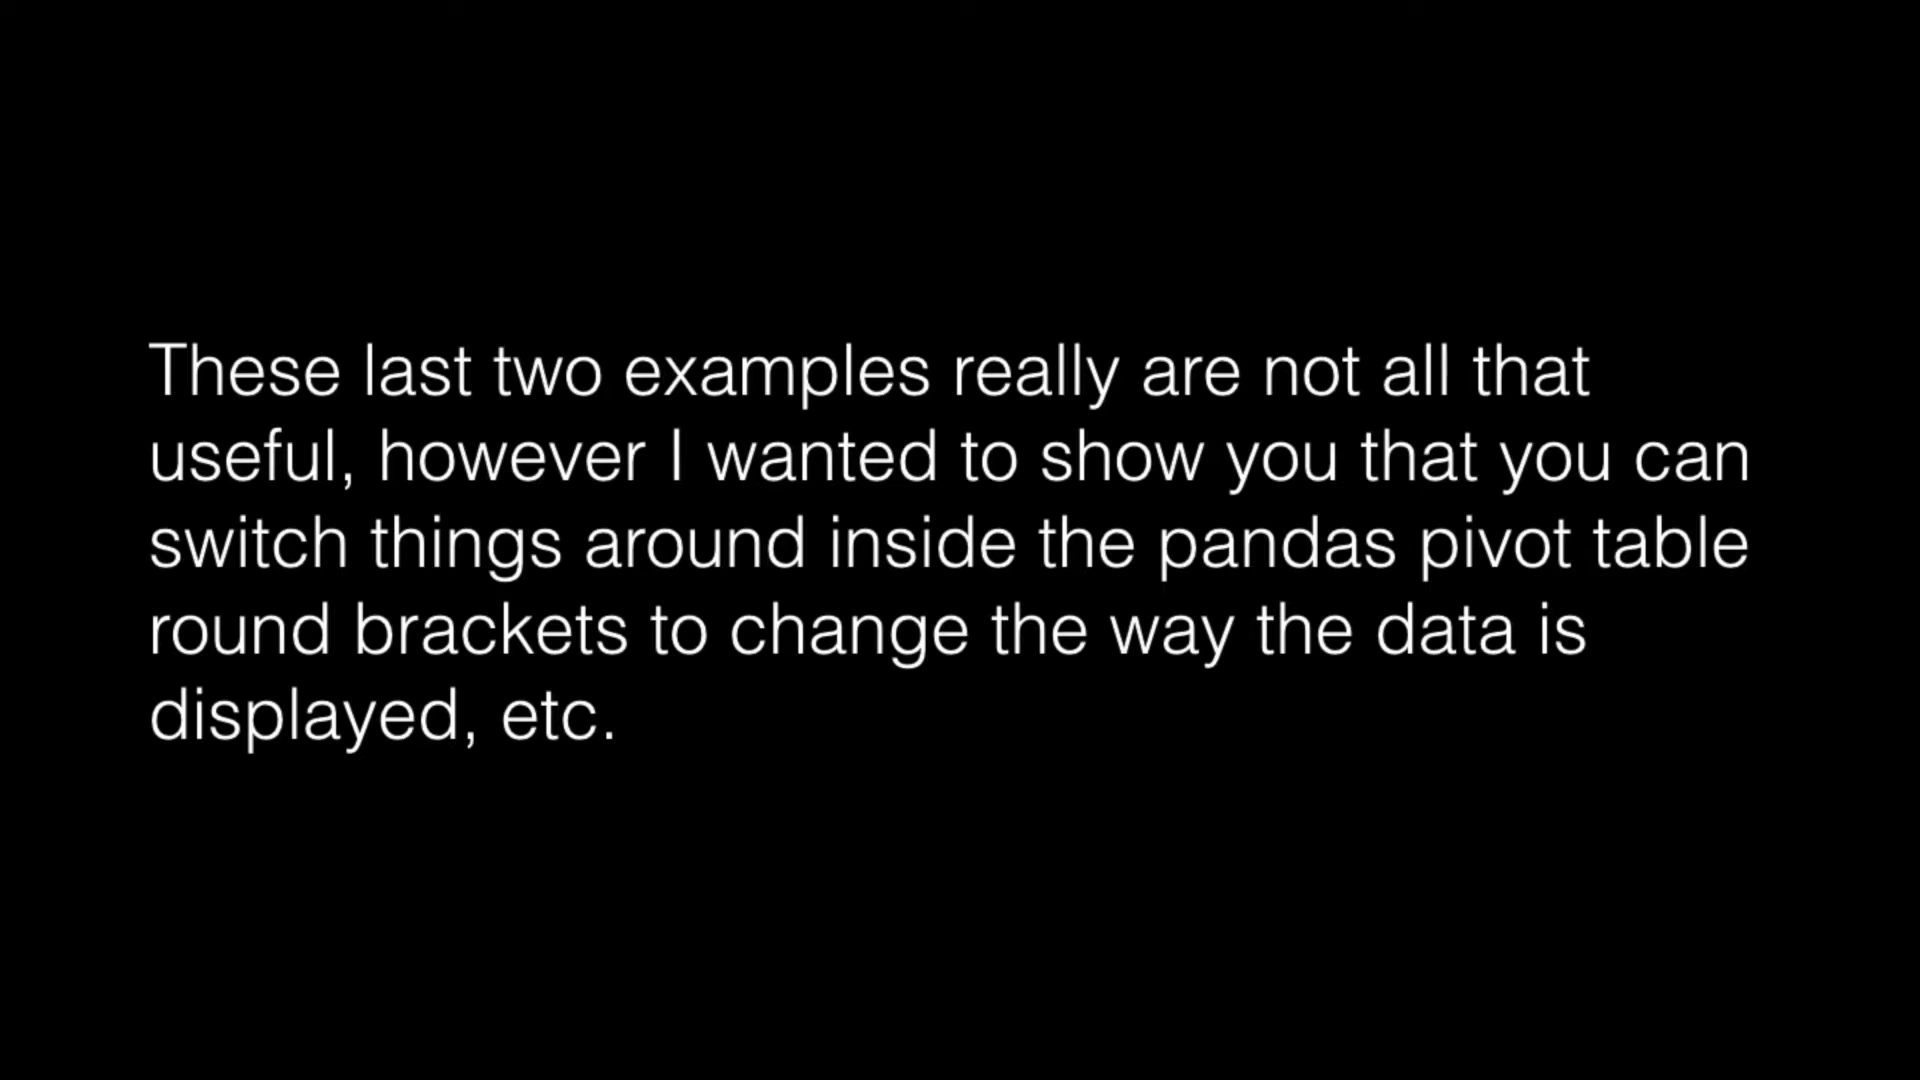 These last two examples really are not all that
useful, however I wanted to show you that you can
switch things around inside the pandas pivot table
round brackets to change the way the data is
displayed, etc.